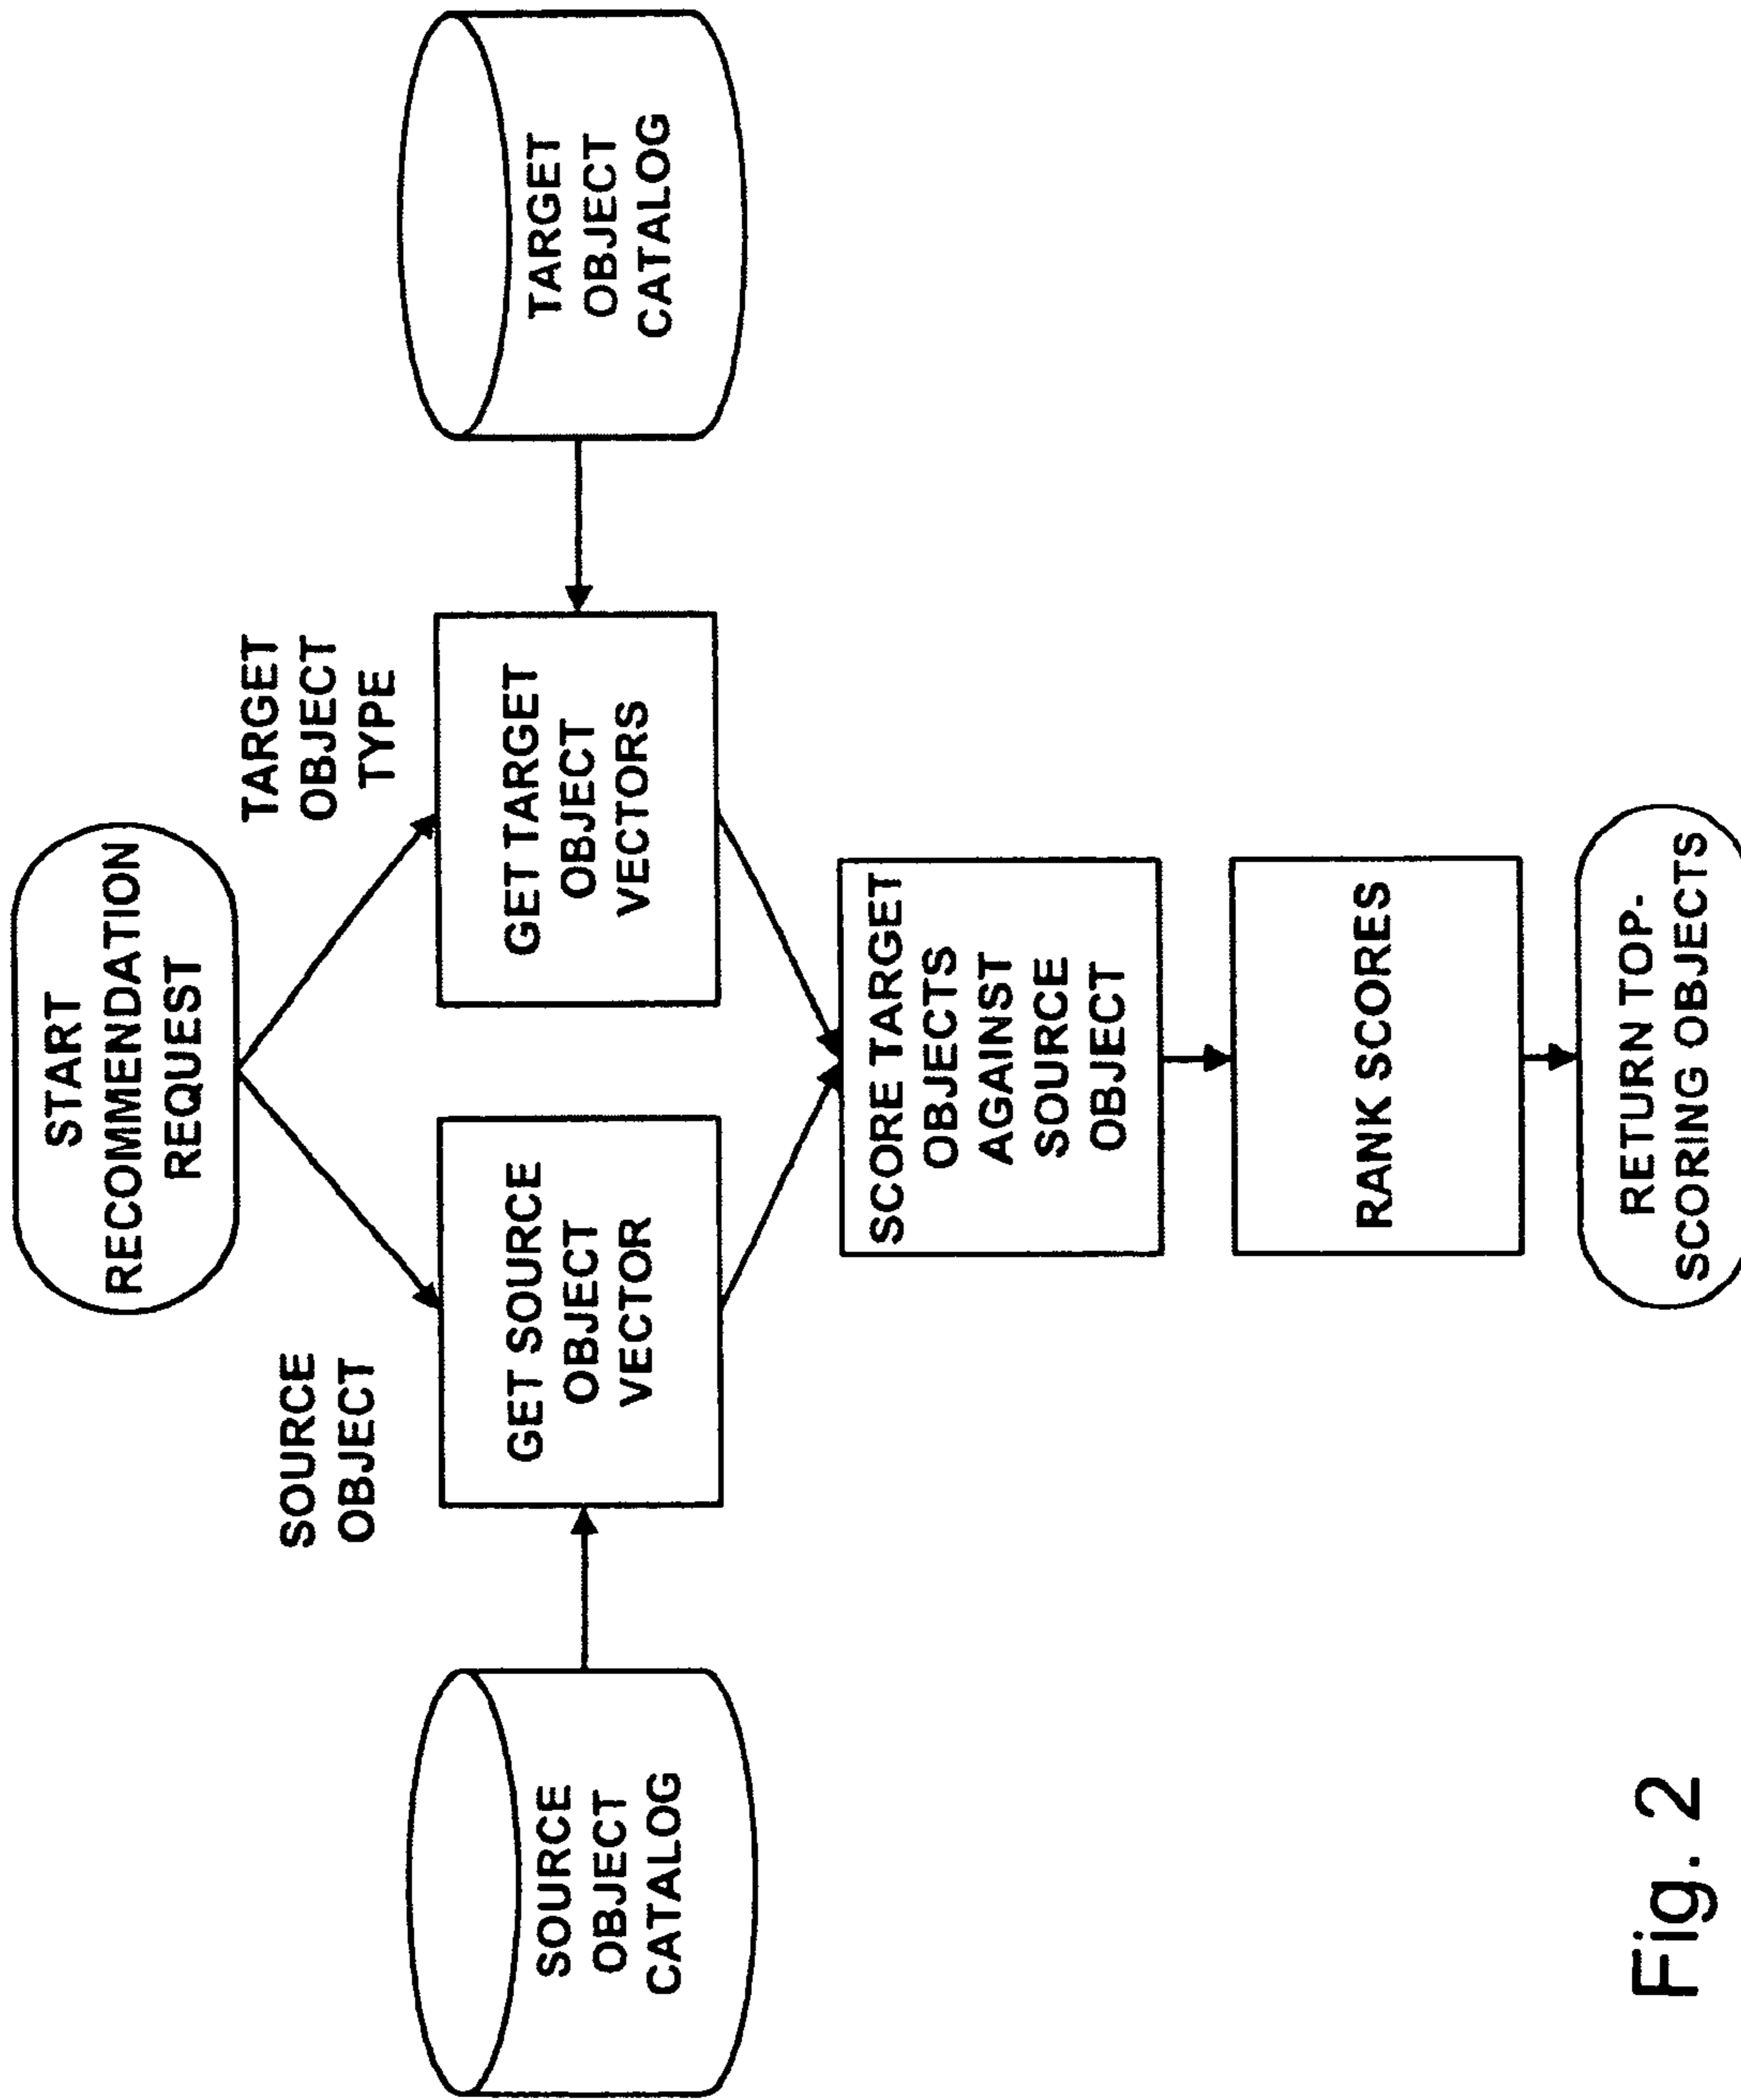 START
RECOMMENDATION
REQUEST
SOURCE
OBJECT
TARGET
OBJECT
TYPE
SOURCE
OBJECT
CATALOG
GET SOURCE
OBJECT
VECTOR
GET TARGET
OBJECT
VECTORS
TARGET
OBJECT
CATALOG
SCORE TARGET
OBJECTS
AGAINST
SOURCE
OBJECT
RANK SCORES
RETURN TOP-
SCORING OBJECTS
Fig. 2